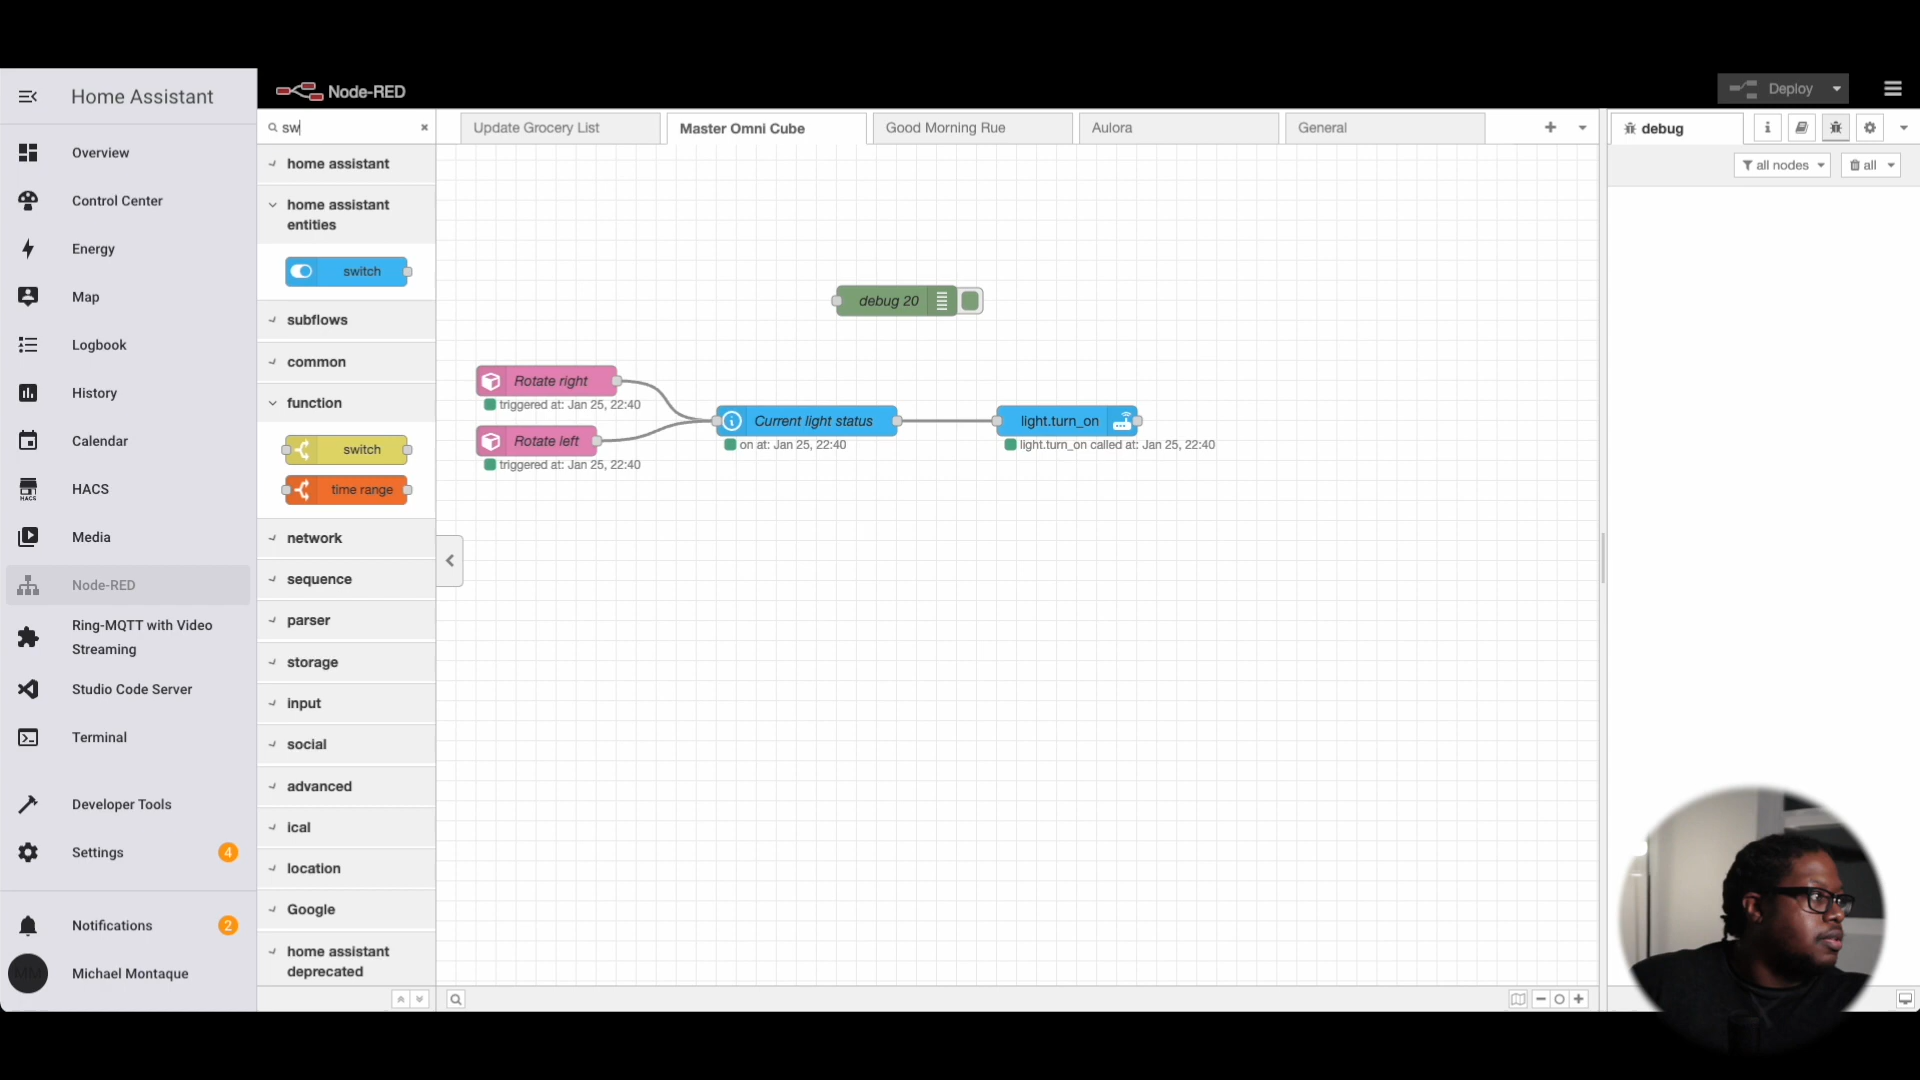 Home Assistant
Overview
Control Center
Energy
Map
Logbook
History
Calendar
HACS
Media
Node-RED
Ring-MQTT with Video
Streaming
Studio Code Server
Terminal
Developer Tools
Settings
4
Notifications
2
Michael Montaque
Node-RED
Deploy
sw
home assistant
home assistant
entities
switch
subflows
common
function
switch
time range
network
sequence
parser
storage
input
social
advanced
ical
location
Google
home assistant
deprecated
Update Grocery List
Master Omni Cube
Good Morning Rue
Aulora
General
debug 20
Rotate right
triggered at: Jan 25, 22:40
Rotate left
triggered at: Jan 25, 22:40
Current light status
on at: Jan 25, 22:40
light.turn_on
light.turn_on called at: Jan 25, 22:40
debug
all nodes
all